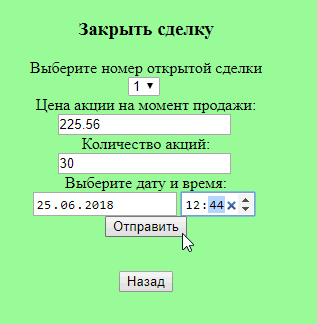 Закрыть сделку
Выберите номер открытой сделки
1
Цена акции на момент продажи:
225.56
Количество акций:
30
Выберите дату и время:
25.06.2018 12:44
Отправить
Назад